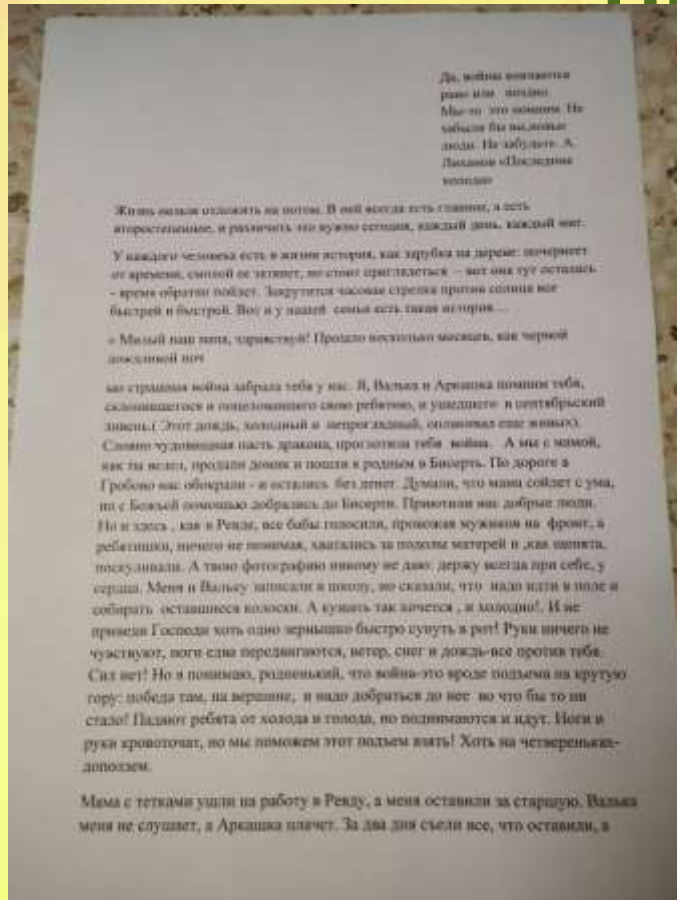 Да, войны кончаются
рано или поздно.
Мы-то это помним. Не
забыли бы вы, новые
люди. Не забудьте. А.
Лиханов «Последние
холода»
Жизнь нельзя отложить на потом. В ней всегда есть главное, а есть
второстепенное, и различить это нужно сегодня, каждый день, каждый миг.
У каждого человека есть в жизни история, как зарубка на дереве: почернеет
от времени, смолой ее затянет, но стоит приглядеться – вот она тут осталась
- время обратно пойдет. Закрутится часовая стрелка против солнца все
быстрей и быстрей. Вот и у нашей семьи есть такая история…
« Милый наш папа, здравствуй! Прошло несколько месяцев, как черной
дождливой ноч
ью страшная война забрала тебя у нас. Я, Валька и Аркашка помним тебя,
склонившегося и поцеловавшего свою ребятню, и ушедшего в сентябрьский
ливень.( Этот дождь, холодный и непроглядный, оплакивал еще живых).
Словно чудовищная пасть дракона, проглотила тебя война. А мы с мамой,
как ты велел, продали домик и пошли к родным в Бисерть. По дороге в
Гробово нас обокрали - и остались без денег. Думали, что мама сойдет с ума,
но с Божьей помощью добрались до Бисерти. Приютили нас добрые люди.
Но и здесь , как в Ревде, все бабы голосили, провожая мужиков на фронт, а
ребятишки, ничего не понимая, хватались за подолы матерей и ,как щенята,
поскуливали. А твою фотографию никому не даю: держу всегда при себе, у
сердца. Меня и Вальку записали в школу, но сказали, что надо идти в поле и
собирать оставшиеся колоски. А кушать так хочется , и холодно!. И не
приведи Господи хоть одно зернышко быстро сунуть в рот! Руки ничего не
чувствуют, ноги едва передвигаются, ветер, снег и дождь-все против тебя.
Сил нет! Но я понимаю, родненький, что война-это вроде подъема на крутую
гору: победа там, на вершине, и надо добраться до нее во что бы то ни
стало! Падают ребята от холода и голода, но поднимаются и идут. Ноги и
руки кровоточат, но мы поможем этот подъем взять! Хоть на четвереньках-
доползем.
Мама с тетками ушли на работу в Ревду, а меня оставили за старшую. Валька
меня не слушает, а Аркашка плачет. За два дня съели все, что оставили, а